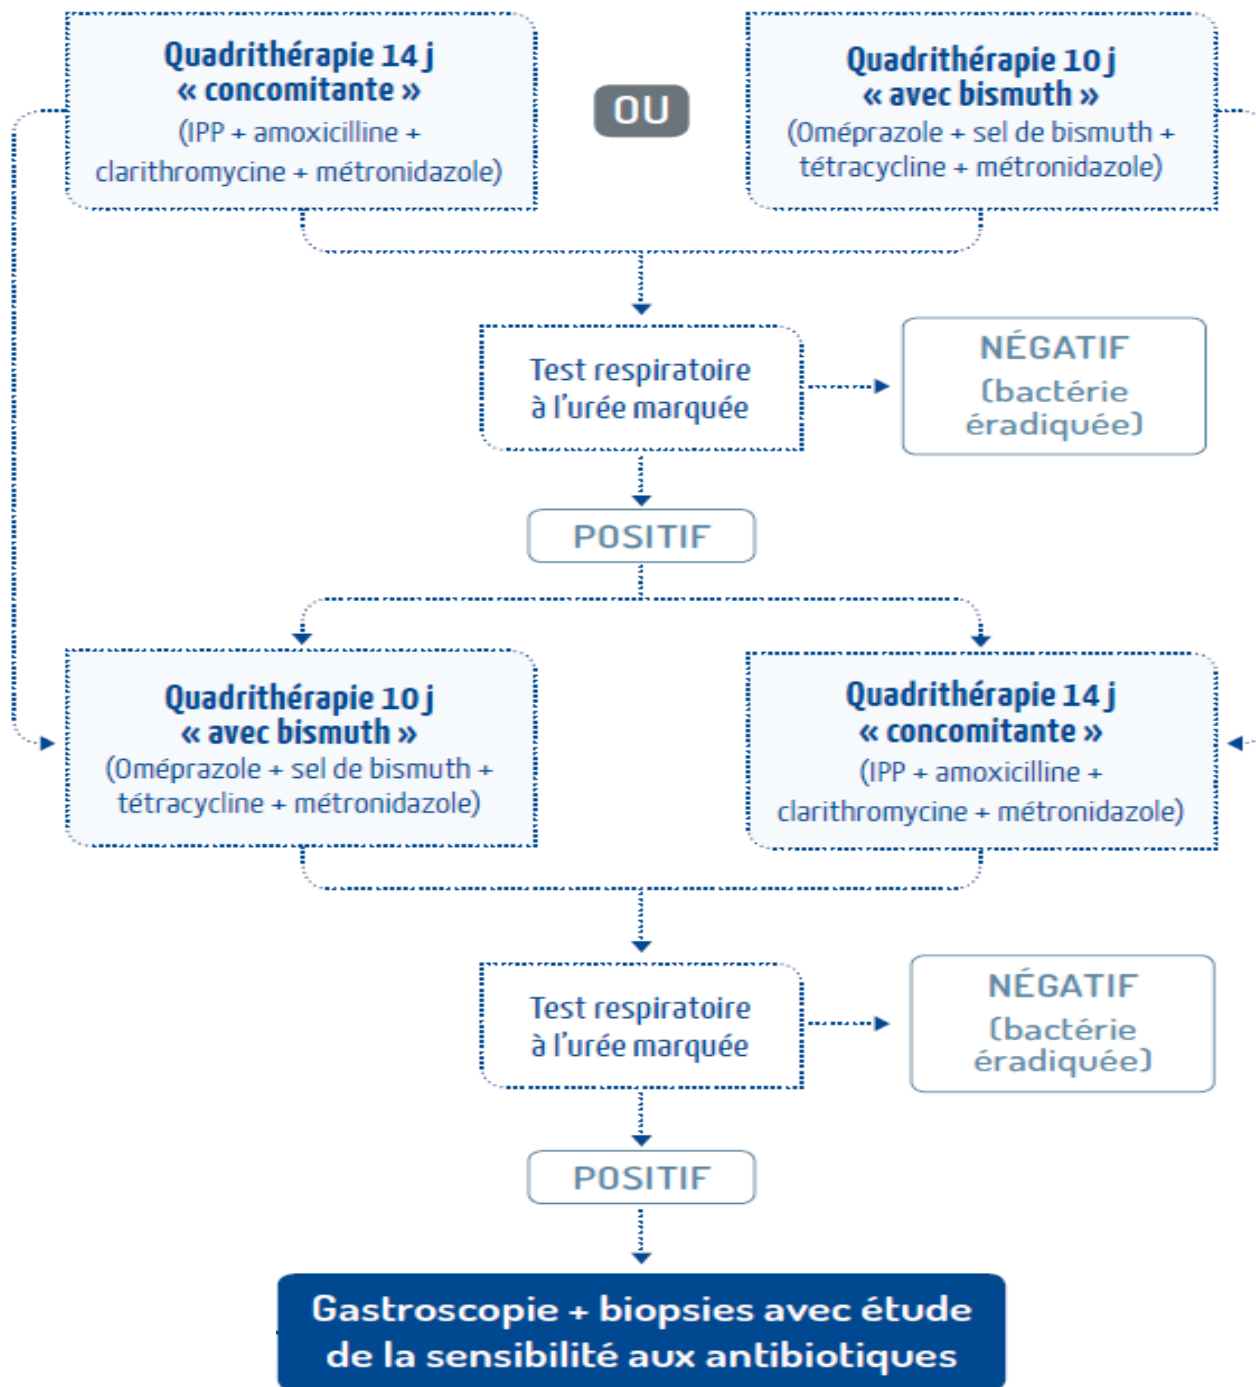 Quadrithérapie 14 j
« concomitante »
(IPP + amoxicilline +
clarithromycine + métronidazole)
OU
Quadrithérapie 10 j
« avec bismuth »
(Oméprazole + sel de bismuth +
tétracycline + métronidazole)
Test respiratoire
à l'urée marquée
NÉGATIF
(bactérie
éradiquée)
POSITIF
Quadrithérapie 10 j
« avec bismuth »
(Oméprazole + sel de bismuth +
tétracycline + métronidazole)
Quadrithérapie 14 j
« concomitante »
(IPP + amoxicilline +
clarithromycine + métronidazole)
Test respiratoire
à l'urée marquée
NÉGATIF
(bactérie
éradiquée)
POSITIF
Gastroscopie + biopsies avec étude
de la sensibilité aux antibiotiques